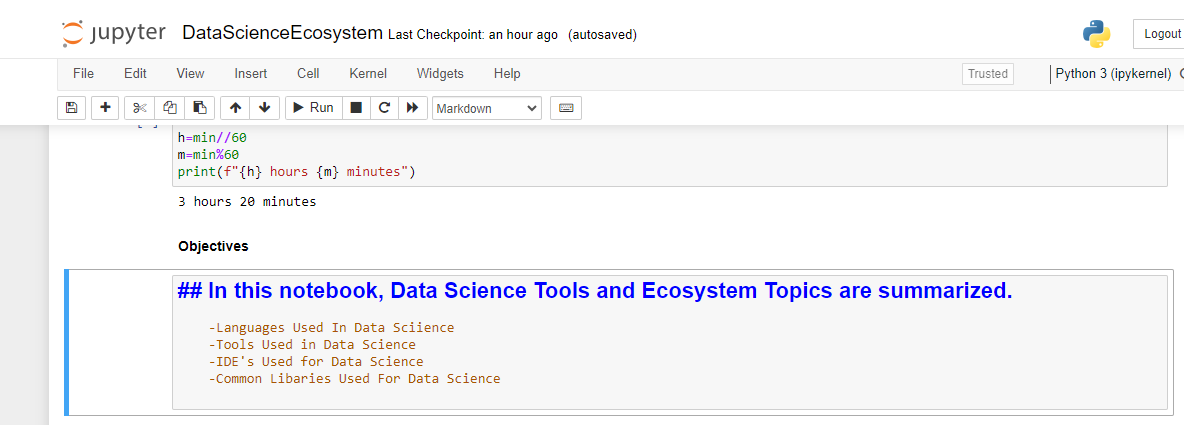 jupyter DataScienceEcosystem Last Checkpoint: an hour ago (autosaved) Logout
File Edit View Insert Cell Kernel Widgets Help Trusted Python 3 (ipykernel)
Run Markdown
h=min//60
m=min%60
print(f"{h} hours {m} minutes")
3 hours 20 minutes
Objectives
## In this notebook, Data Science Tools and Ecosystem Topics are summarized.
-Languages Used In Data Sciience
-Tools Used in Data Science
-IDE's Used for Data Science
-Common Libaries Used For Data Science